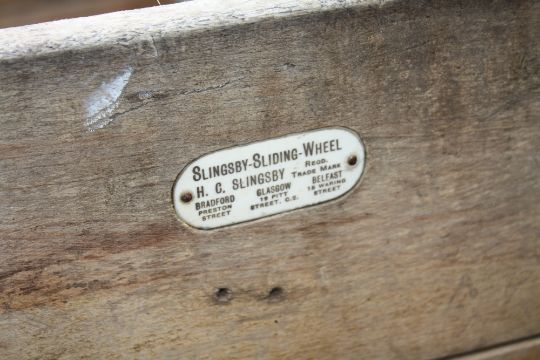 SLINGSBY-SLIDING-WHEEL
H. C. SLINGSBY REGD. TRADE MARK
BRADFORD GLASGOW BELFAST
PRESTON 19 PITT 18 WARING
STREET STREET. C.2. STREET